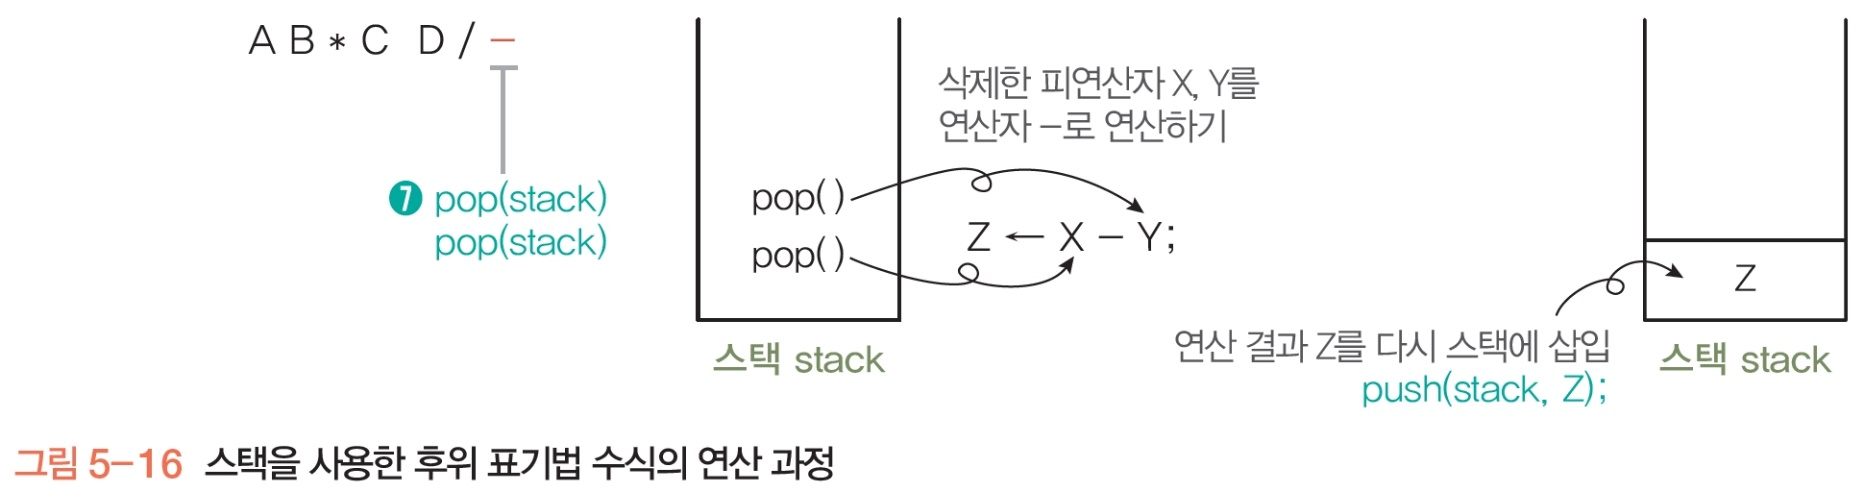 A B * C D / −
삭제한 피연산자 X, Y를
연산자 −로 연산하기
❼ pop(stack)
pop(stack)
pop( )
pop( )
Z ← X − Y;
Z
연산 결과 Z를 다시 스택에 삽입
push(stack, Z);
스택 stack
스택 stack
그림 5−16 스택을 사용한 후위 표기법 수식의 연산 과정